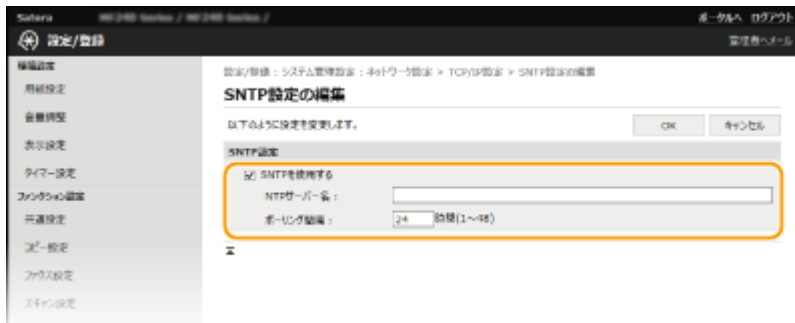 Satera MF240 Series / MF240 Series /
ポータルへ ログアウト
設定/登録
管理者へメール
環境設定
用紙設定
音量調整
表示設定
タイマー設定
ファンクション設定
共通設定
コピー設定
ファクス設定
スキャン設定
設定/登録 : システム管理設定 : ネットワーク設定 > TCP/IP設定 > SNTP設定の編集
SNTP設定の編集
以下のように設定を変更します。
OK
キャンセル
SNTP設定
SNTPを使用する
NTPサーバー名 :
ポーリング間隔 : 24 時間(1～48)